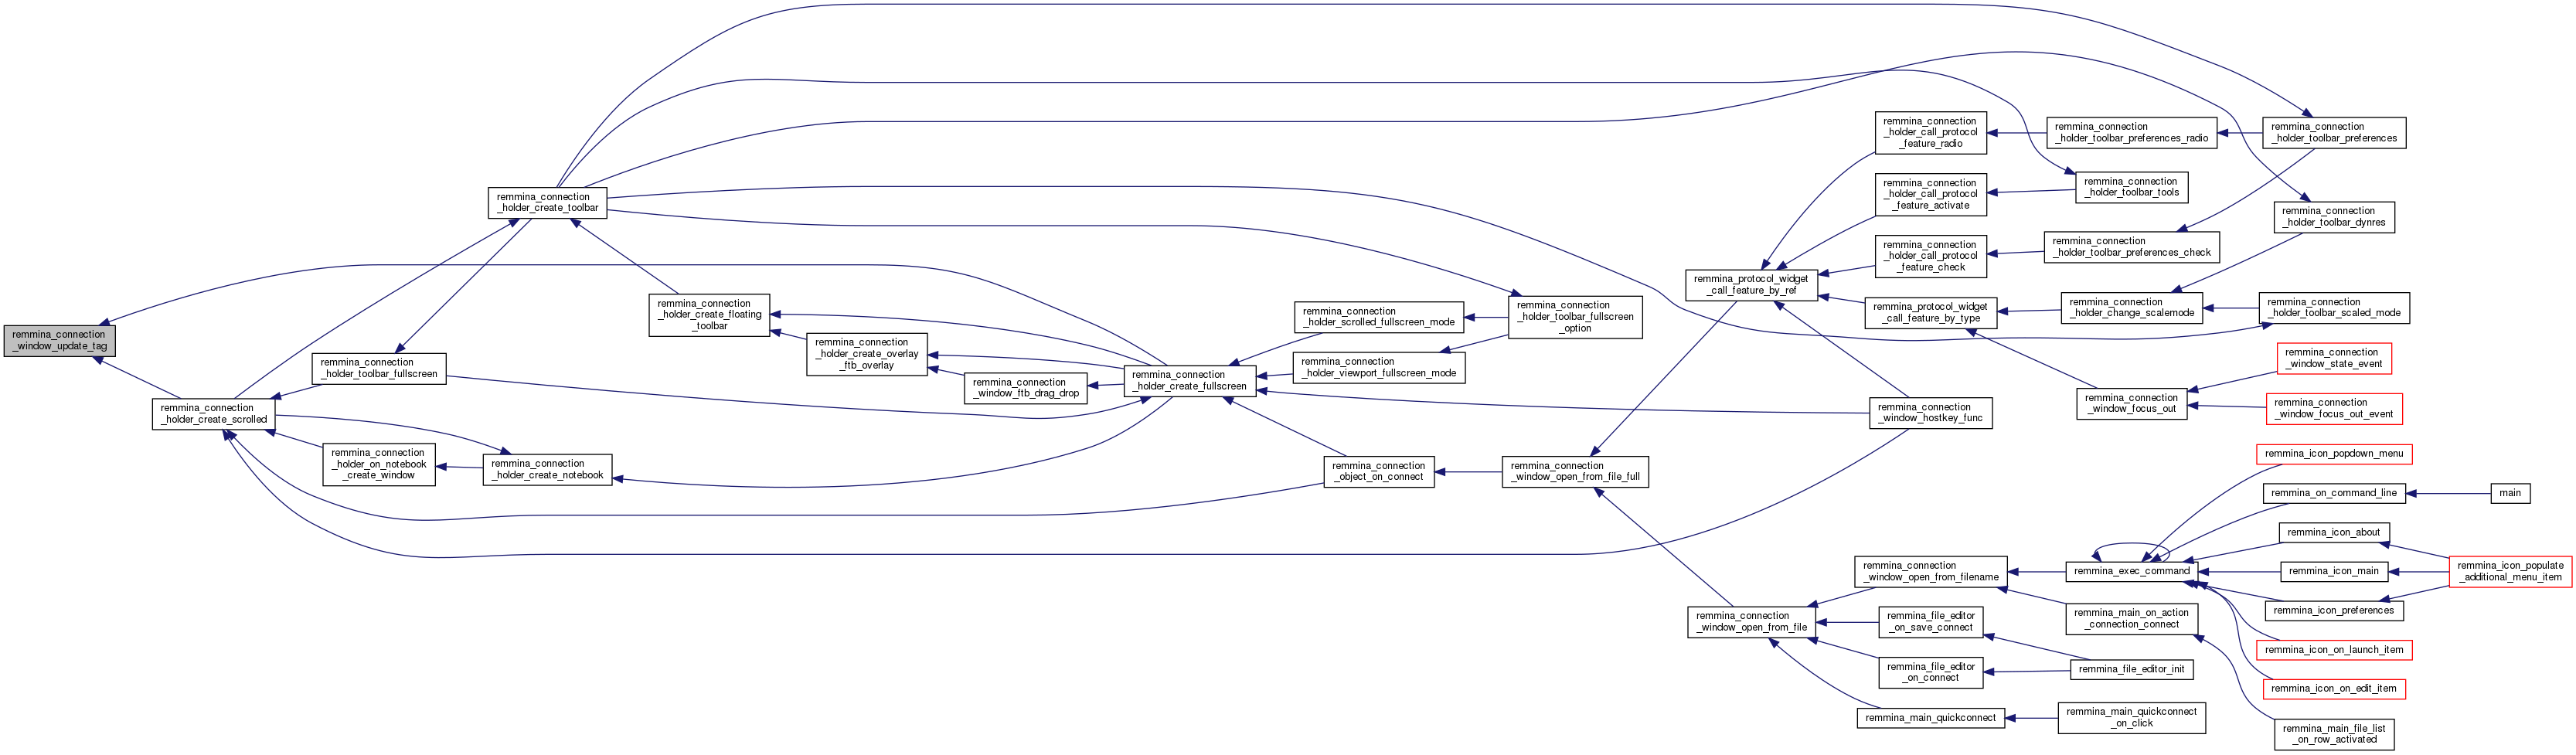 remmina_connection
_window_update_tag
remmina_connection
_holder_create_scrolled
remmina_connection
_holder_create_toolbar
remmina_connection
_holder_toolbar_fullscreen
remmina_connection
_holder_on_notebook
_create_window
remmina_connection
_holder_create_notebook
remmina_connection
_holder_create_floating
_toolbar
remmina_connection
_holder_create_overlay
_ftb_overlay
remmina_connection
_window_ftb_drag_drop
remmina_connection
_holder_create_fullscreen
remmina_connection
_holder_scrolled_fullscreen_mode
remmina_connection
_holder_viewport_fullscreen_mode
remmina_connection
_object_on_connect
remmina_connection
_holder_toolbar_fullscreen
_option
remmina_connection
_window_open_from_file_full
remmina_protocol_widget
_call_feature_by_ref
remmina_connection
_window_open_from_file
remmina_connection
_holder_call_protocol
_feature_radio
remmina_connection
_holder_call_protocol
_feature_activate
remmina_connection
_holder_call_protocol
_feature_check
remmina_protocol_widget
_call_feature_by_type
remmina_connection
_window_hostkey_func
remmina_connection
_window_open_from_filename
remmina_file_editor
_on_save_connect
remmina_file_editor
_on_connect
remmina_main_quickconnect
remmina_connection
_holder_toolbar_preferences_radio
remmina_connection
_holder_toolbar_tools
remmina_connection
_holder_toolbar_preferences_check
remmina_connection
_holder_change_scalemode
remmina_connection
_window_focus_out
remmina_exec_command
remmina_main_on_action
_connection_connect
remmina_file_editor_init
remmina_main_quickconnect
_on_click
remmina_connection
_holder_toolbar_preferences
remmina_connection
_holder_toolbar_dynres
remmina_connection
_holder_toolbar_scaled_mode
remmina_connection
_window_state_event
remmina_connection
_window_focus_out_event
remmina_icon_popdown_menu
remmina_on_command_line
remmina_icon_about
remmina_icon_main
remmina_icon_preferences
remmina_icon_on_launch_item
remmina_icon_on_edit_item
remmina_main_file_list
_on_row_activated
main
remmina_icon_populate
_additional_menu_item